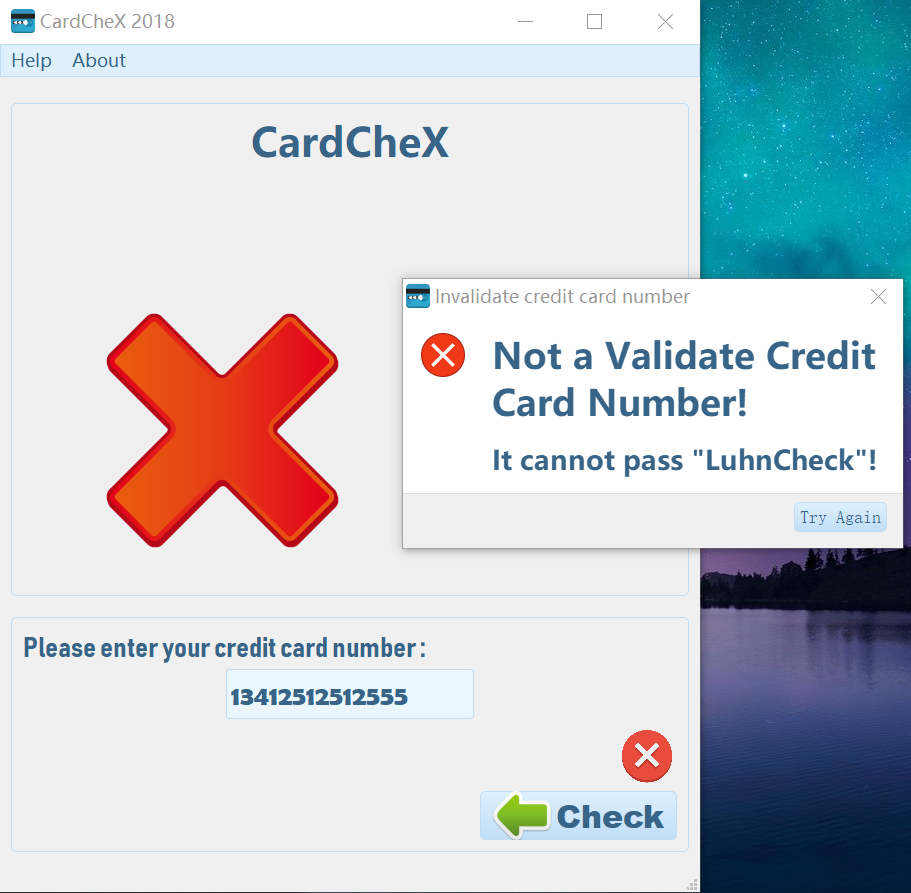 CardCheX 2018
Help About
CardCheX
Invalidate credit card number
Not a Validate Credit
Card Number!
It cannot pass "LuhnCheck"!
Try Again
Please enter your credit card number :
13412512512555
Check